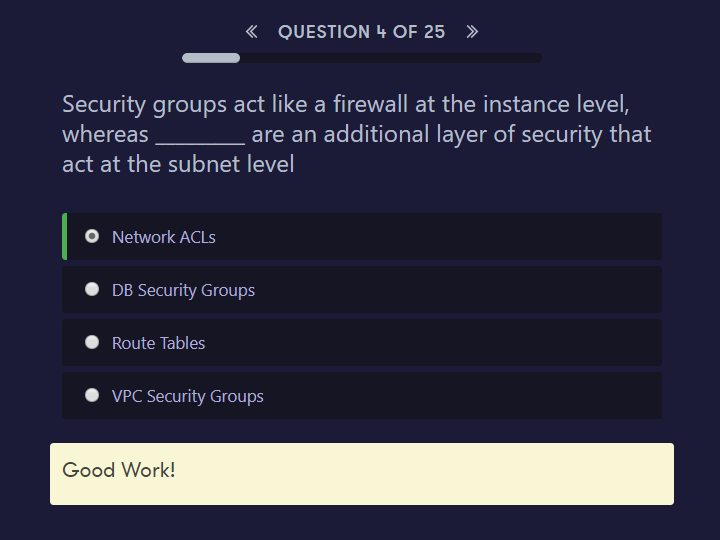 « QUESTION 4 OF 25 »
Security groups act like a firewall at the instance level,
whereas _________ are an additional layer of security that
act at the subnet level
Network ACLs
DB Security Groups
Route Tables
VPC Security Groups
Good Work!